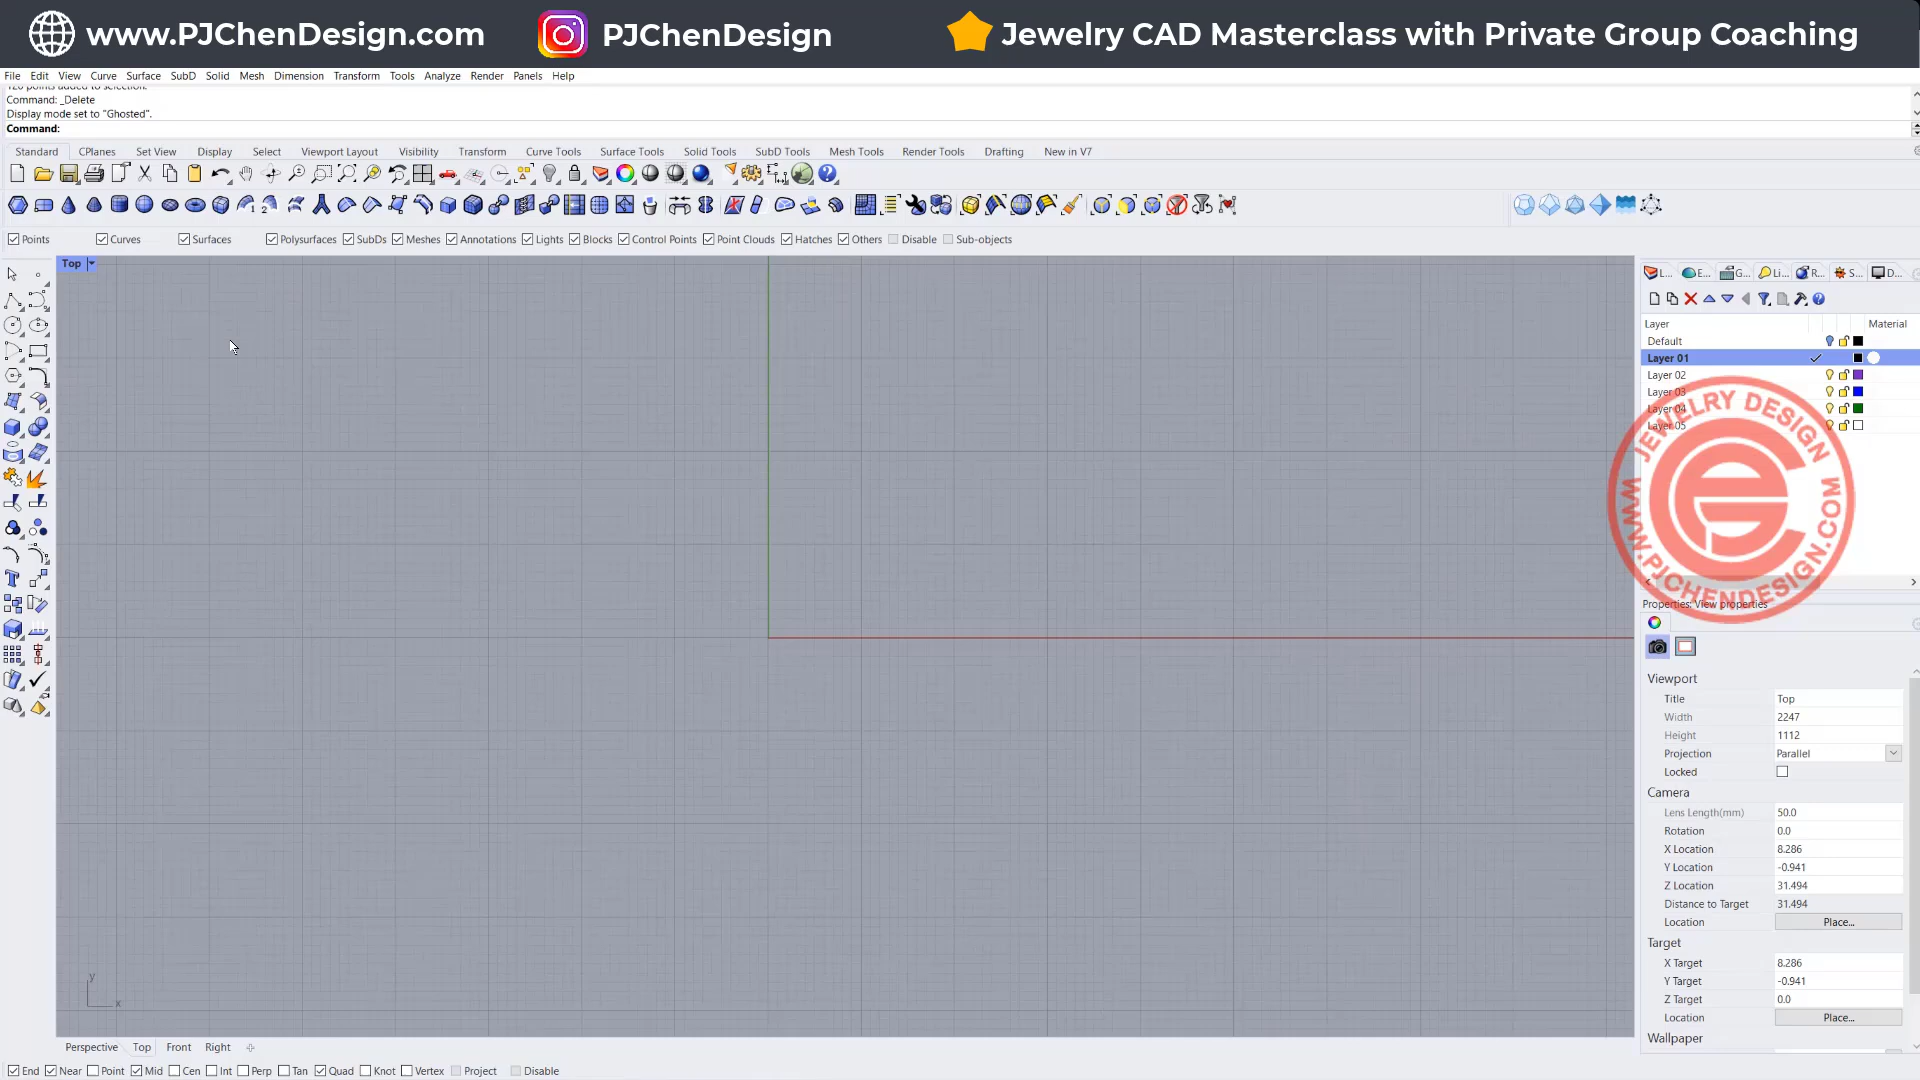 www.PJChenDesign.com PJChenDesign Jewelry CAD Masterclass with Private Group Coaching
File Edit View Curve Surface SubD Solid Mesh Dimension Transform Tools Analyze Render Panels Help
120 points added to selection.
Command: _Delete
Display mode set to "Ghosted".
Command:
Standard CPlanes Set View Display Select Viewport Layout Visibility Transform Curve Tools Surface Tools Solid Tools SubD Tools Mesh Tools Render Tools Drafting New in V7
Points Curves Surfaces Polysurfaces SubDs Meshes Annotations Lights Blocks Control Points Point Clouds Hatches Others Disable Sub-objects
Top
L... E... G... Li... R... S... D...
Layer Material
Default
Layer 01
Layer 02
Layer 03
Layer 04
Layer 05
JEWELRY DESIGN
WWW.PJCHENDESIGN.COM
Properties: View properties
Viewport
Title Top
Width 2247
Height 1112
Projection Parallel
Locked
Camera
Lens Length(mm) 50.0
Rotation 0.0
X Location 8.286
Y Location -0.941
Z Location 31.494
Distance to Target 31.494
Location Place...
Target
X Target 8.286
Y Target -0.941
Z Target 0.0
Location Place...
Wallpaper
y
x
Perspective Top Front Right
End Near Point Mid Cen Int Perp Tan Quad Knot Vertex Project Disable